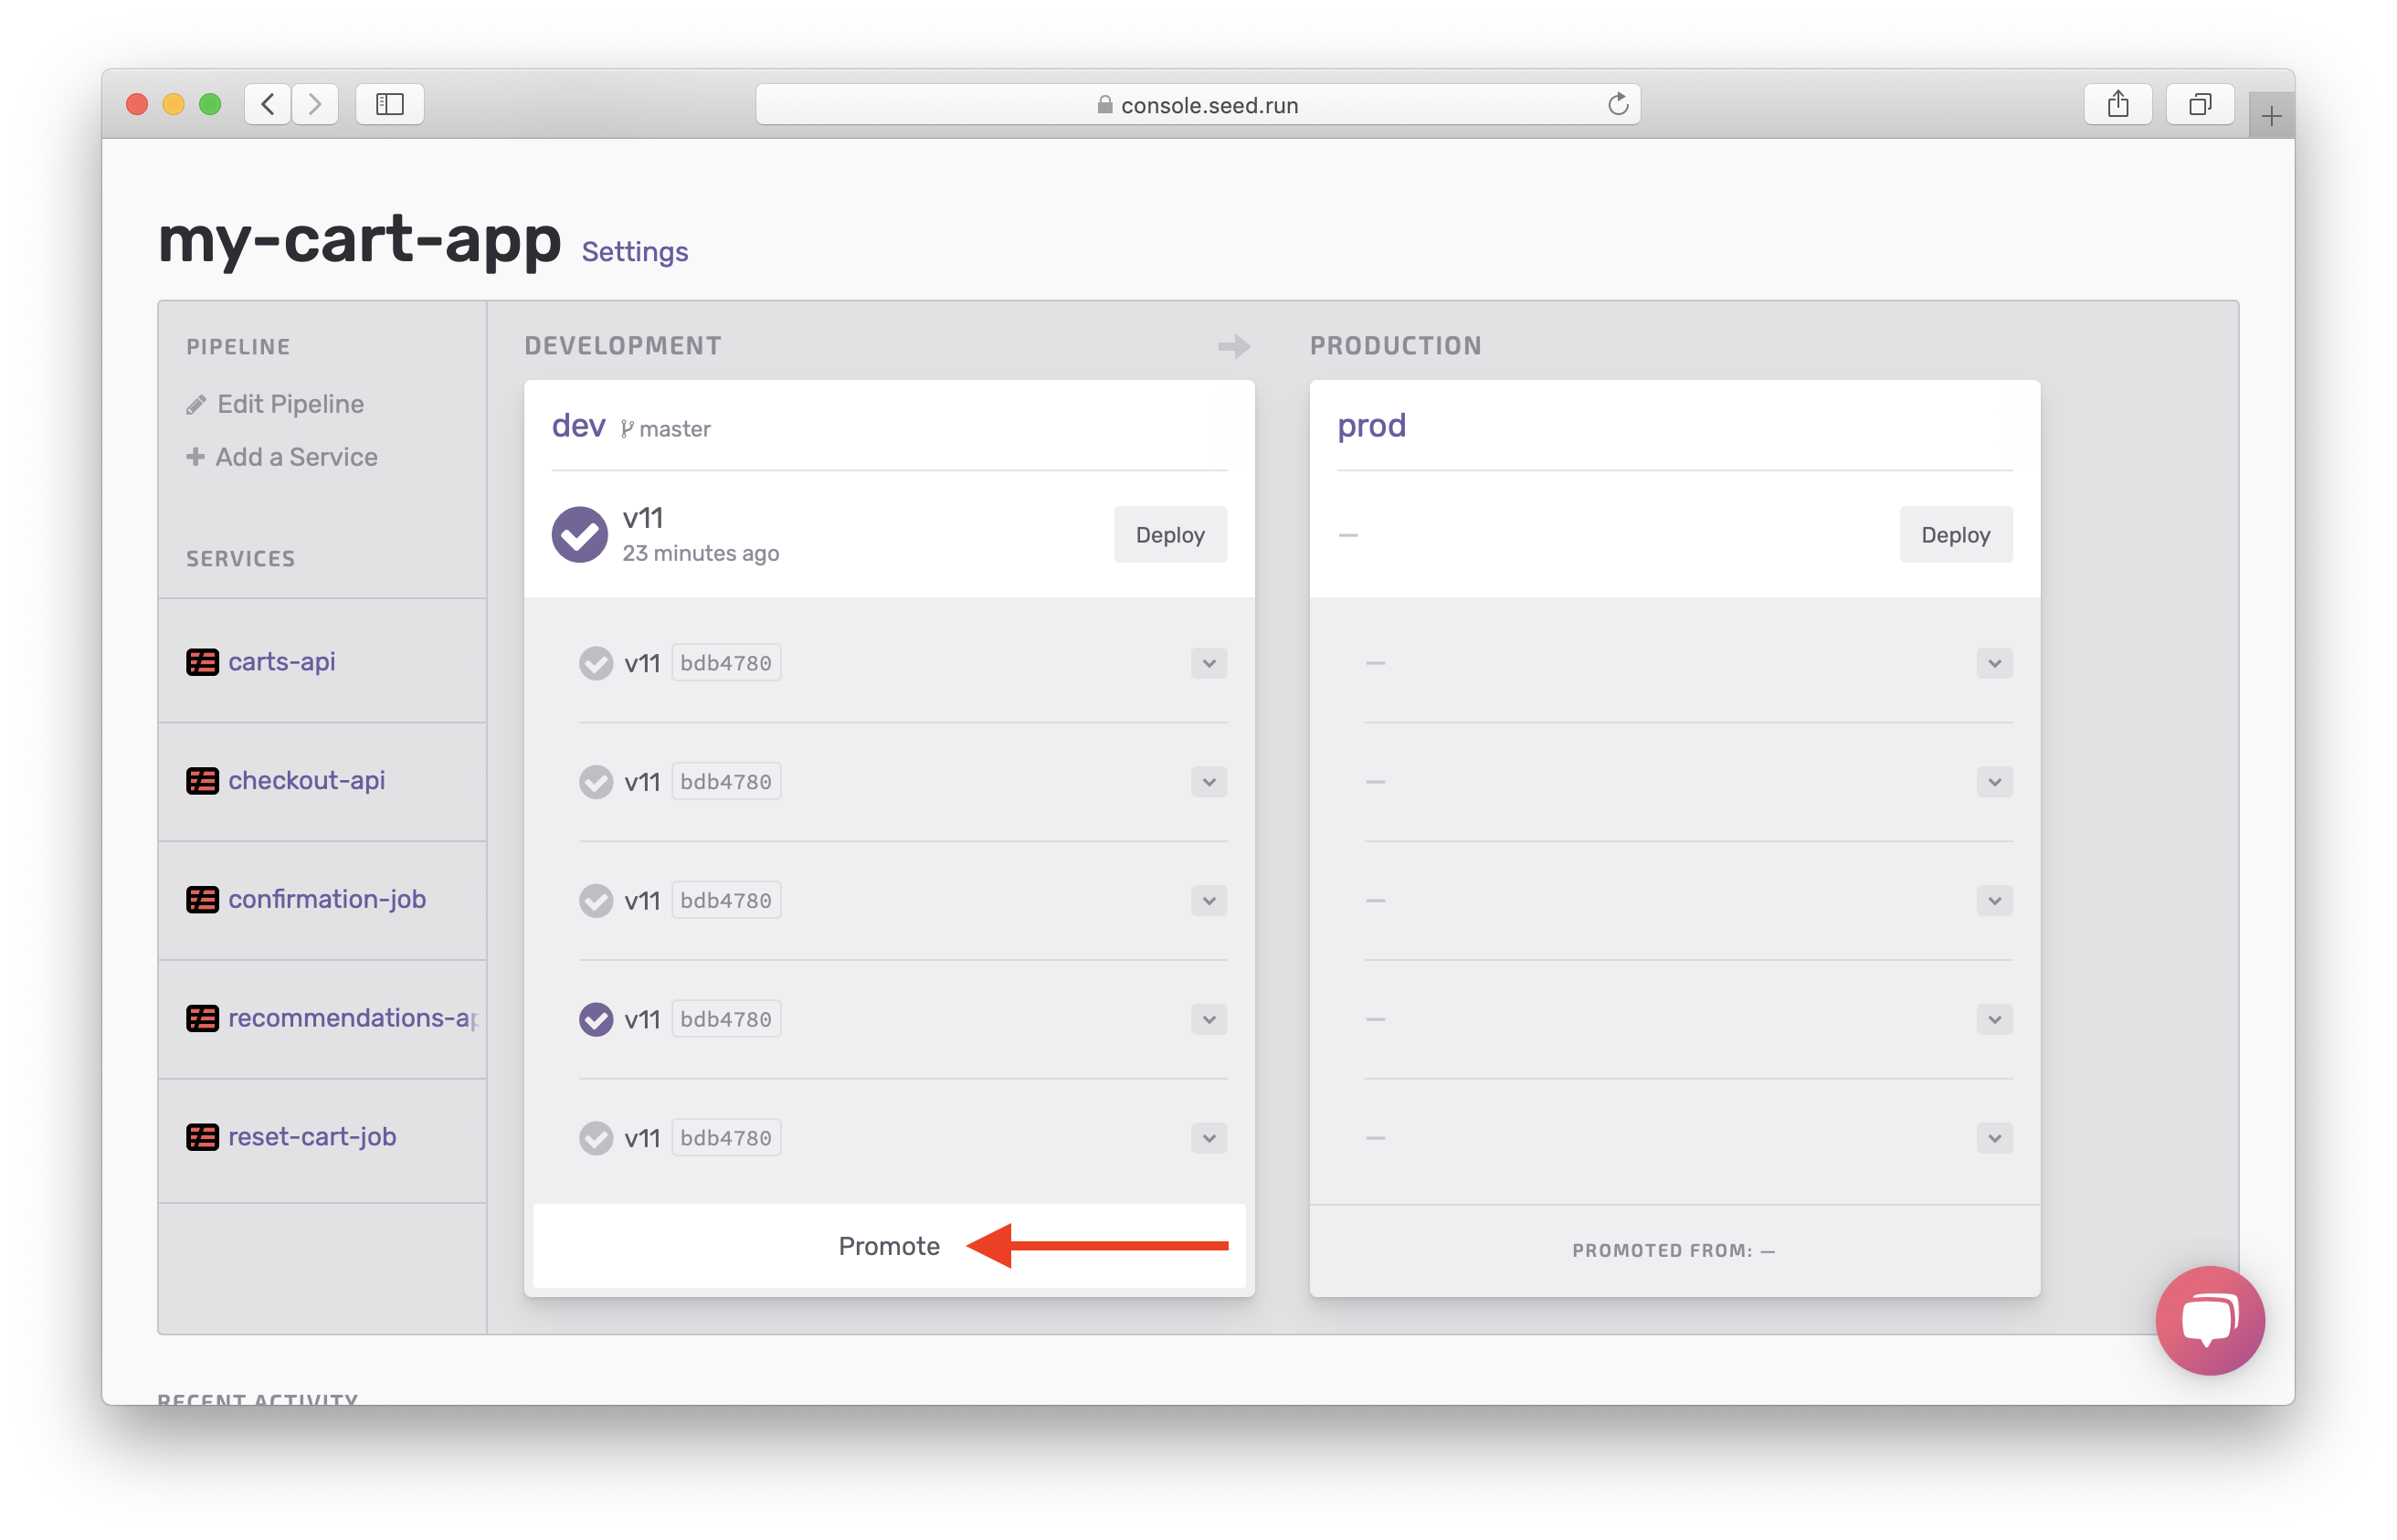 console.seed.run
my-cart-app Settings
PIPELINE
Edit Pipeline
Add a Service
SERVICES
carts-api
checkout-api
confirmation-job
recommendations-ap
reset-cart-job
DEVELOPMENT
dev master
v11
23 minutes ago
Deploy
v11 bdb4780
v11 bdb4780
v11 bdb4780
v11 bdb4780
v11 bdb4780
Promote
PRODUCTION
prod
—
Deploy
—
—
—
—
—
PROMOTED FROM: —
RECENT ACTIVITY